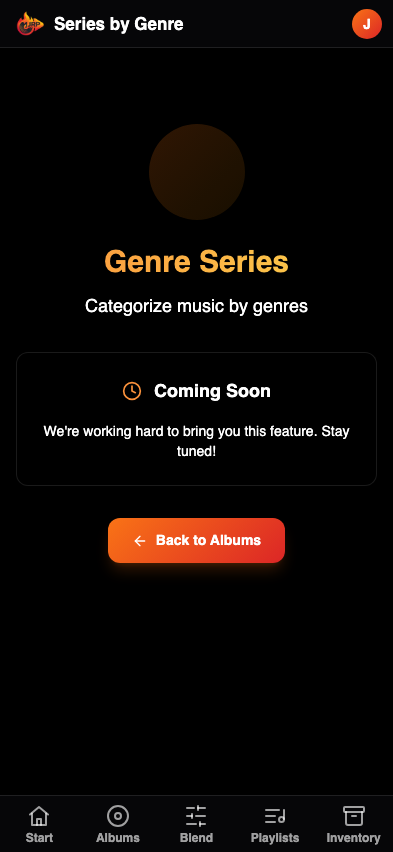 Series by Genre
J
Genre Series
Categorize music by genres
Coming Soon
We're working hard to bring you this feature. Stay
tuned!
Back to Albums
Start
Albums
Blend
Playlists
Inventory